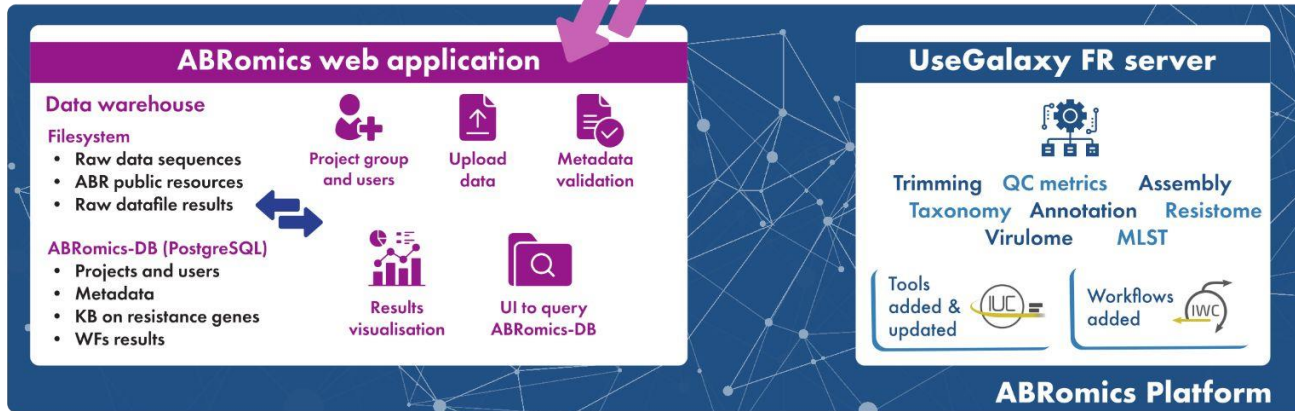 ABRomics web application
Data warehouse
Filesystem
• Raw data sequences
• ABR public resources
• Raw datafile results
ABRomics-DB (PostgreSQL)
• Projects and users
• Metadata
• KB on resistance genes
• WFs results
Project group
and users
Upload
data
Metadata
validation
Results
visualisation
UI to query
ABRomics-DB
UseGalaxy FR server
Trimming QC metrics Assembly
Taxonomy Annotation Resistome
Virulome MLST
Tools
added &
updated
IUC
Workflows
added
IWC
ABRomics Platform